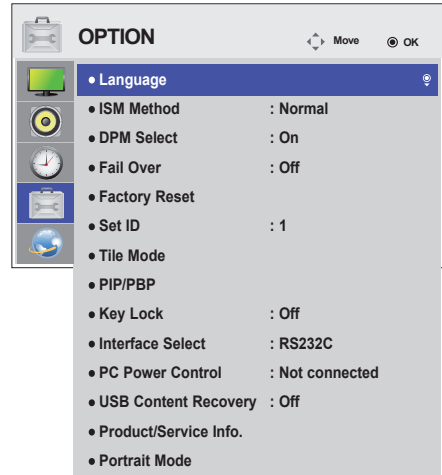 OPTION Move OK
● Language
● ISM Method : Normal
● DPM Select : On
● Fail Over : Off
● Factory Reset
● Set ID : 1
● Tile Mode
● PIP/PBP
● Key Lock : Off
● Interface Select : RS232C
● PC Power Control : Not connected
● USB Content Recovery : Off
● Product/Service Info.
● Portrait Mode